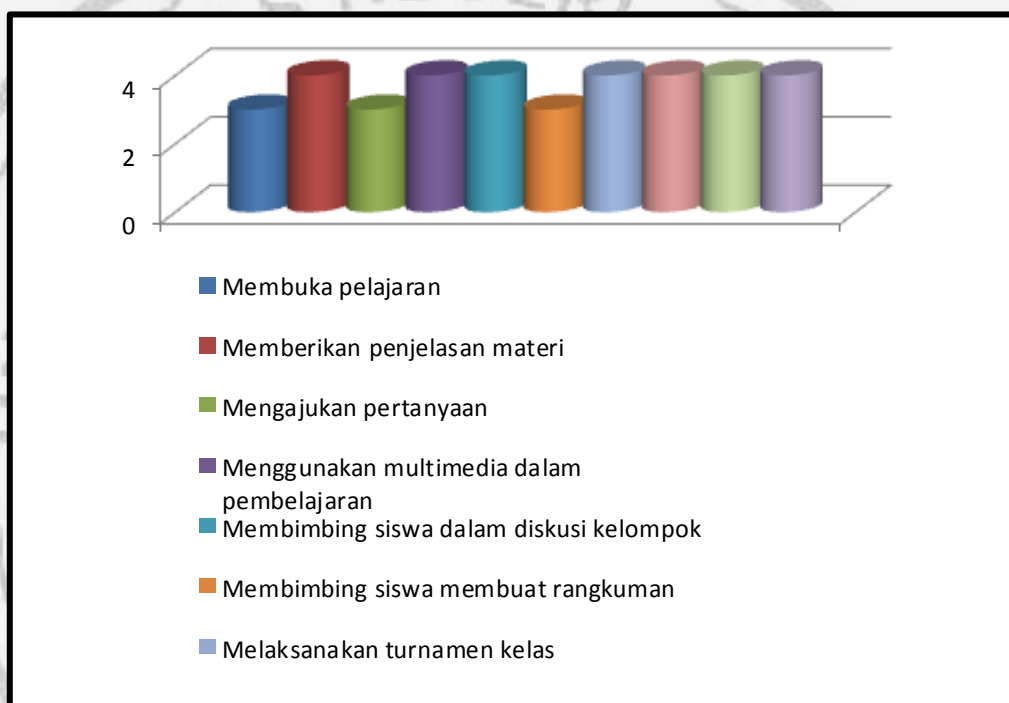 4
2
0
Membuka pelajaran
Memberikan penjelasan materi
Mengajukan pertanyaan
Menggunakan multimedia dalam
pembelajaran
Membimbing siswa dalam diskusi kelompok
Membimbing siswa membuat rangkuman
Melaksanakan turnamen kelas